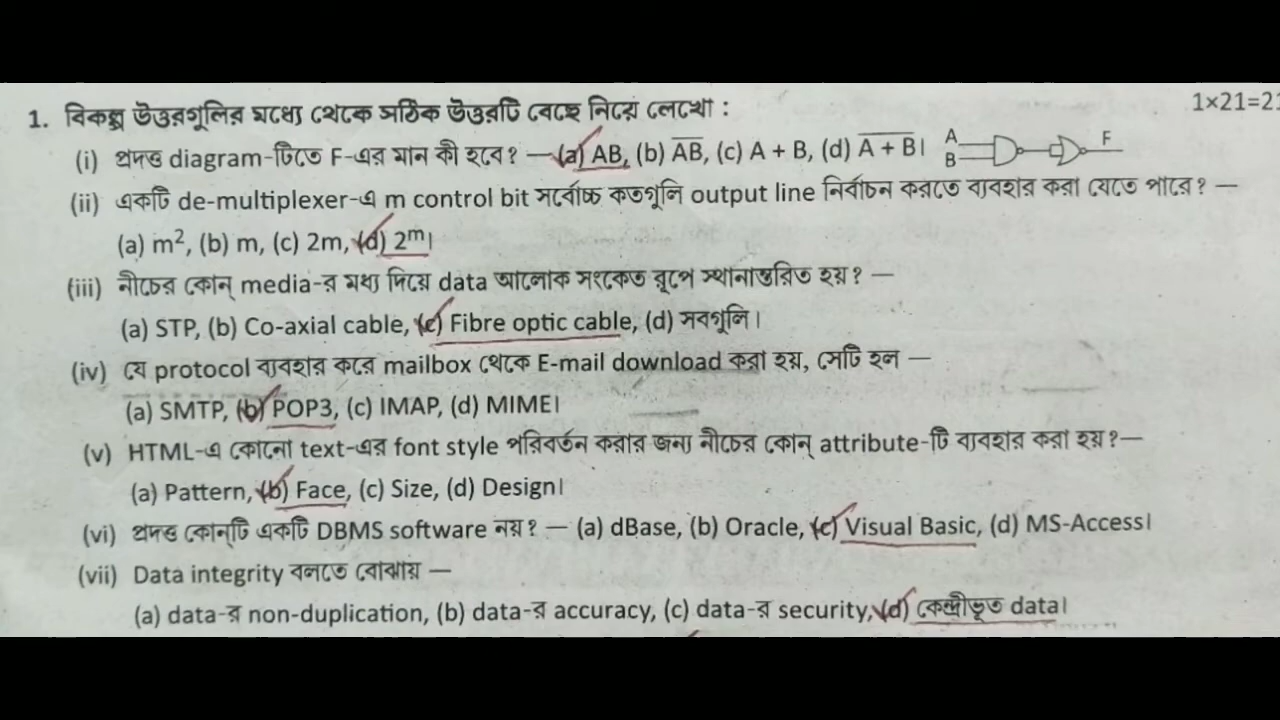 1. বিকল্প উত্তরগুলির মধ্যে থেকে সঠিক উত্তরটি বেছে নিয়ে লেখো : 1×21=21
(i) প্রদত্ত diagram-টিতে F-এর মান কী হবে? — (a) AB, (b) A̅B̅, (c) A + B, (d) A̅ ̅+̅ ̅B̅। A B F
(ii) একটি de-multiplexer-এ m control bit সর্বোচ্চ কতগুলি output line নির্বাচন করতে ব্যবহার করা যেতে পারে? —
(a) m², (b) m, (c) 2m, (d) 2ᵐ।
(iii) নীচের কোন্ media-র মধ্য দিয়ে data আলোক সংকেত রূপে স্থানান্তরিত হয়? —
(a) STP, (b) Co-axial cable, (c) Fibre optic cable, (d) সবগুলি।
(iv) যে protocol ব্যবহার করে mailbox থেকে E-mail download করা হয়, সেটি হল —
(a) SMTP, (b) POP3, (c) IMAP, (d) MIME।
(v) HTML-এ কোনো text-এর font style পরিবর্তন করার জন্য নীচের কোন্ attribute-টি ব্যবহার করা হয়?—
(a) Pattern, (b) Face, (c) Size, (d) Design।
(vi) প্রদত্ত কোন্‌টি একটি DBMS software নয়? — (a) dBase, (b) Oracle, (c) Visual Basic, (d) MS-Access।
(vii) Data integrity বলতে বোঝায় —
(a) data-র non-duplication, (b) data-র accuracy, (c) data-র security, (d) কেন্দ্রীভূত data।